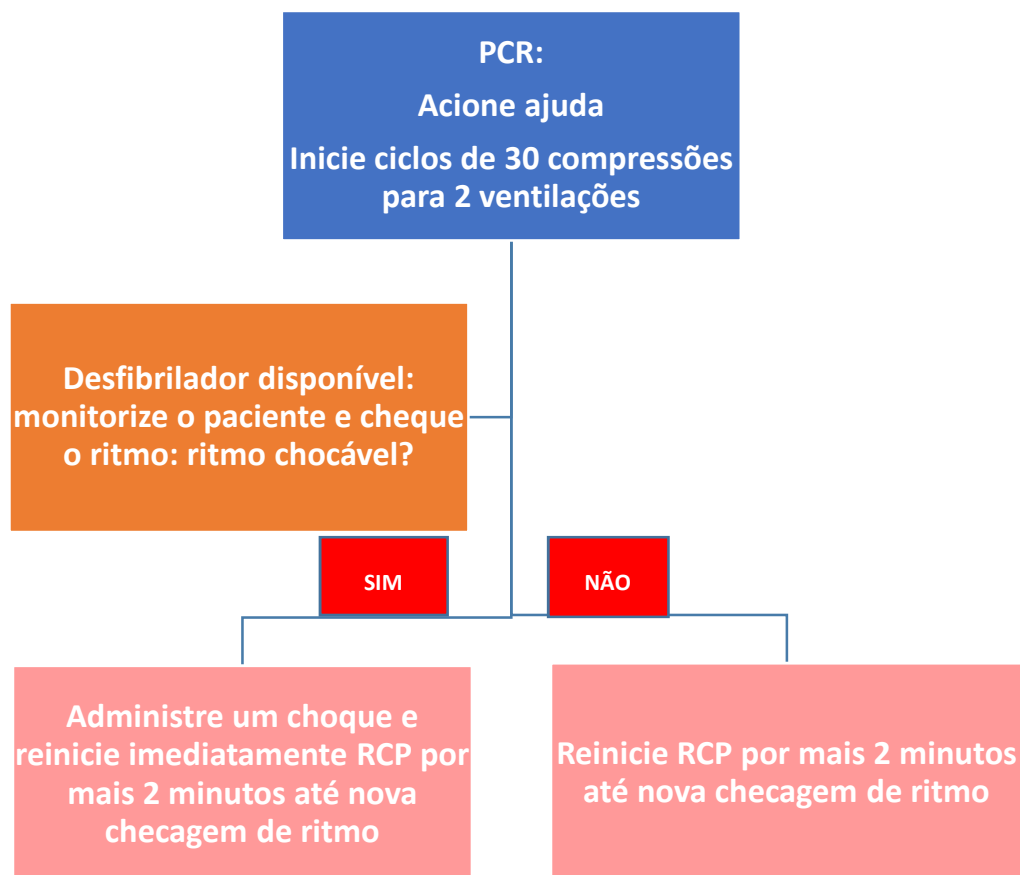 PCR:
Acione ajuda
Inicie ciclos de 30 compressões
para 2 ventilações
Desfibrilador disponível:
monitorize o paciente e cheque
o ritmo: ritmo chocável?
SIM
NÃO
Administre um choque e
reinicie imediatamente RCP por
mais 2 minutos até nova
checagem de ritmo
Reinicie RCP por mais 2 minutos
até nova checagem de ritmo